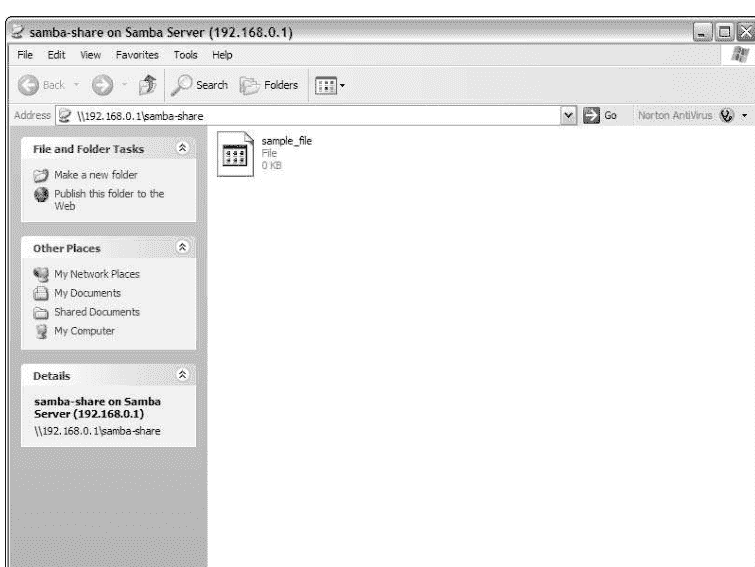 samba-share on Samba Server (192.168.0.1)
File Edit View Favorites Tools Help
Back Search Folders
Address \\192.168.0.1\samba-share Go Norton AntiVirus
File and Folder Tasks
Make a new folder
Publish this folder to the
Web
Other Places
My Network Places
My Documents
Shared Documents
My Computer
Details
samba-share on Samba
Server (192.168.0.1)
\\192.168.0.1\samba-share
sample_file
File
0 KB